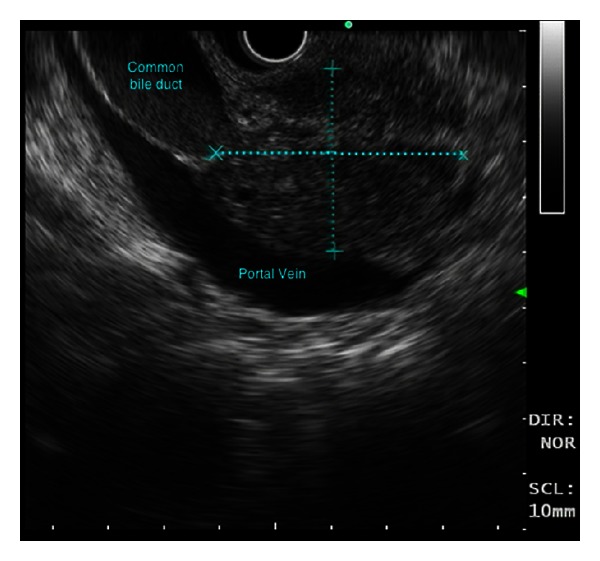 Common
bile duct
Portal Vein
DIR:
NOR
SCL:
10mm